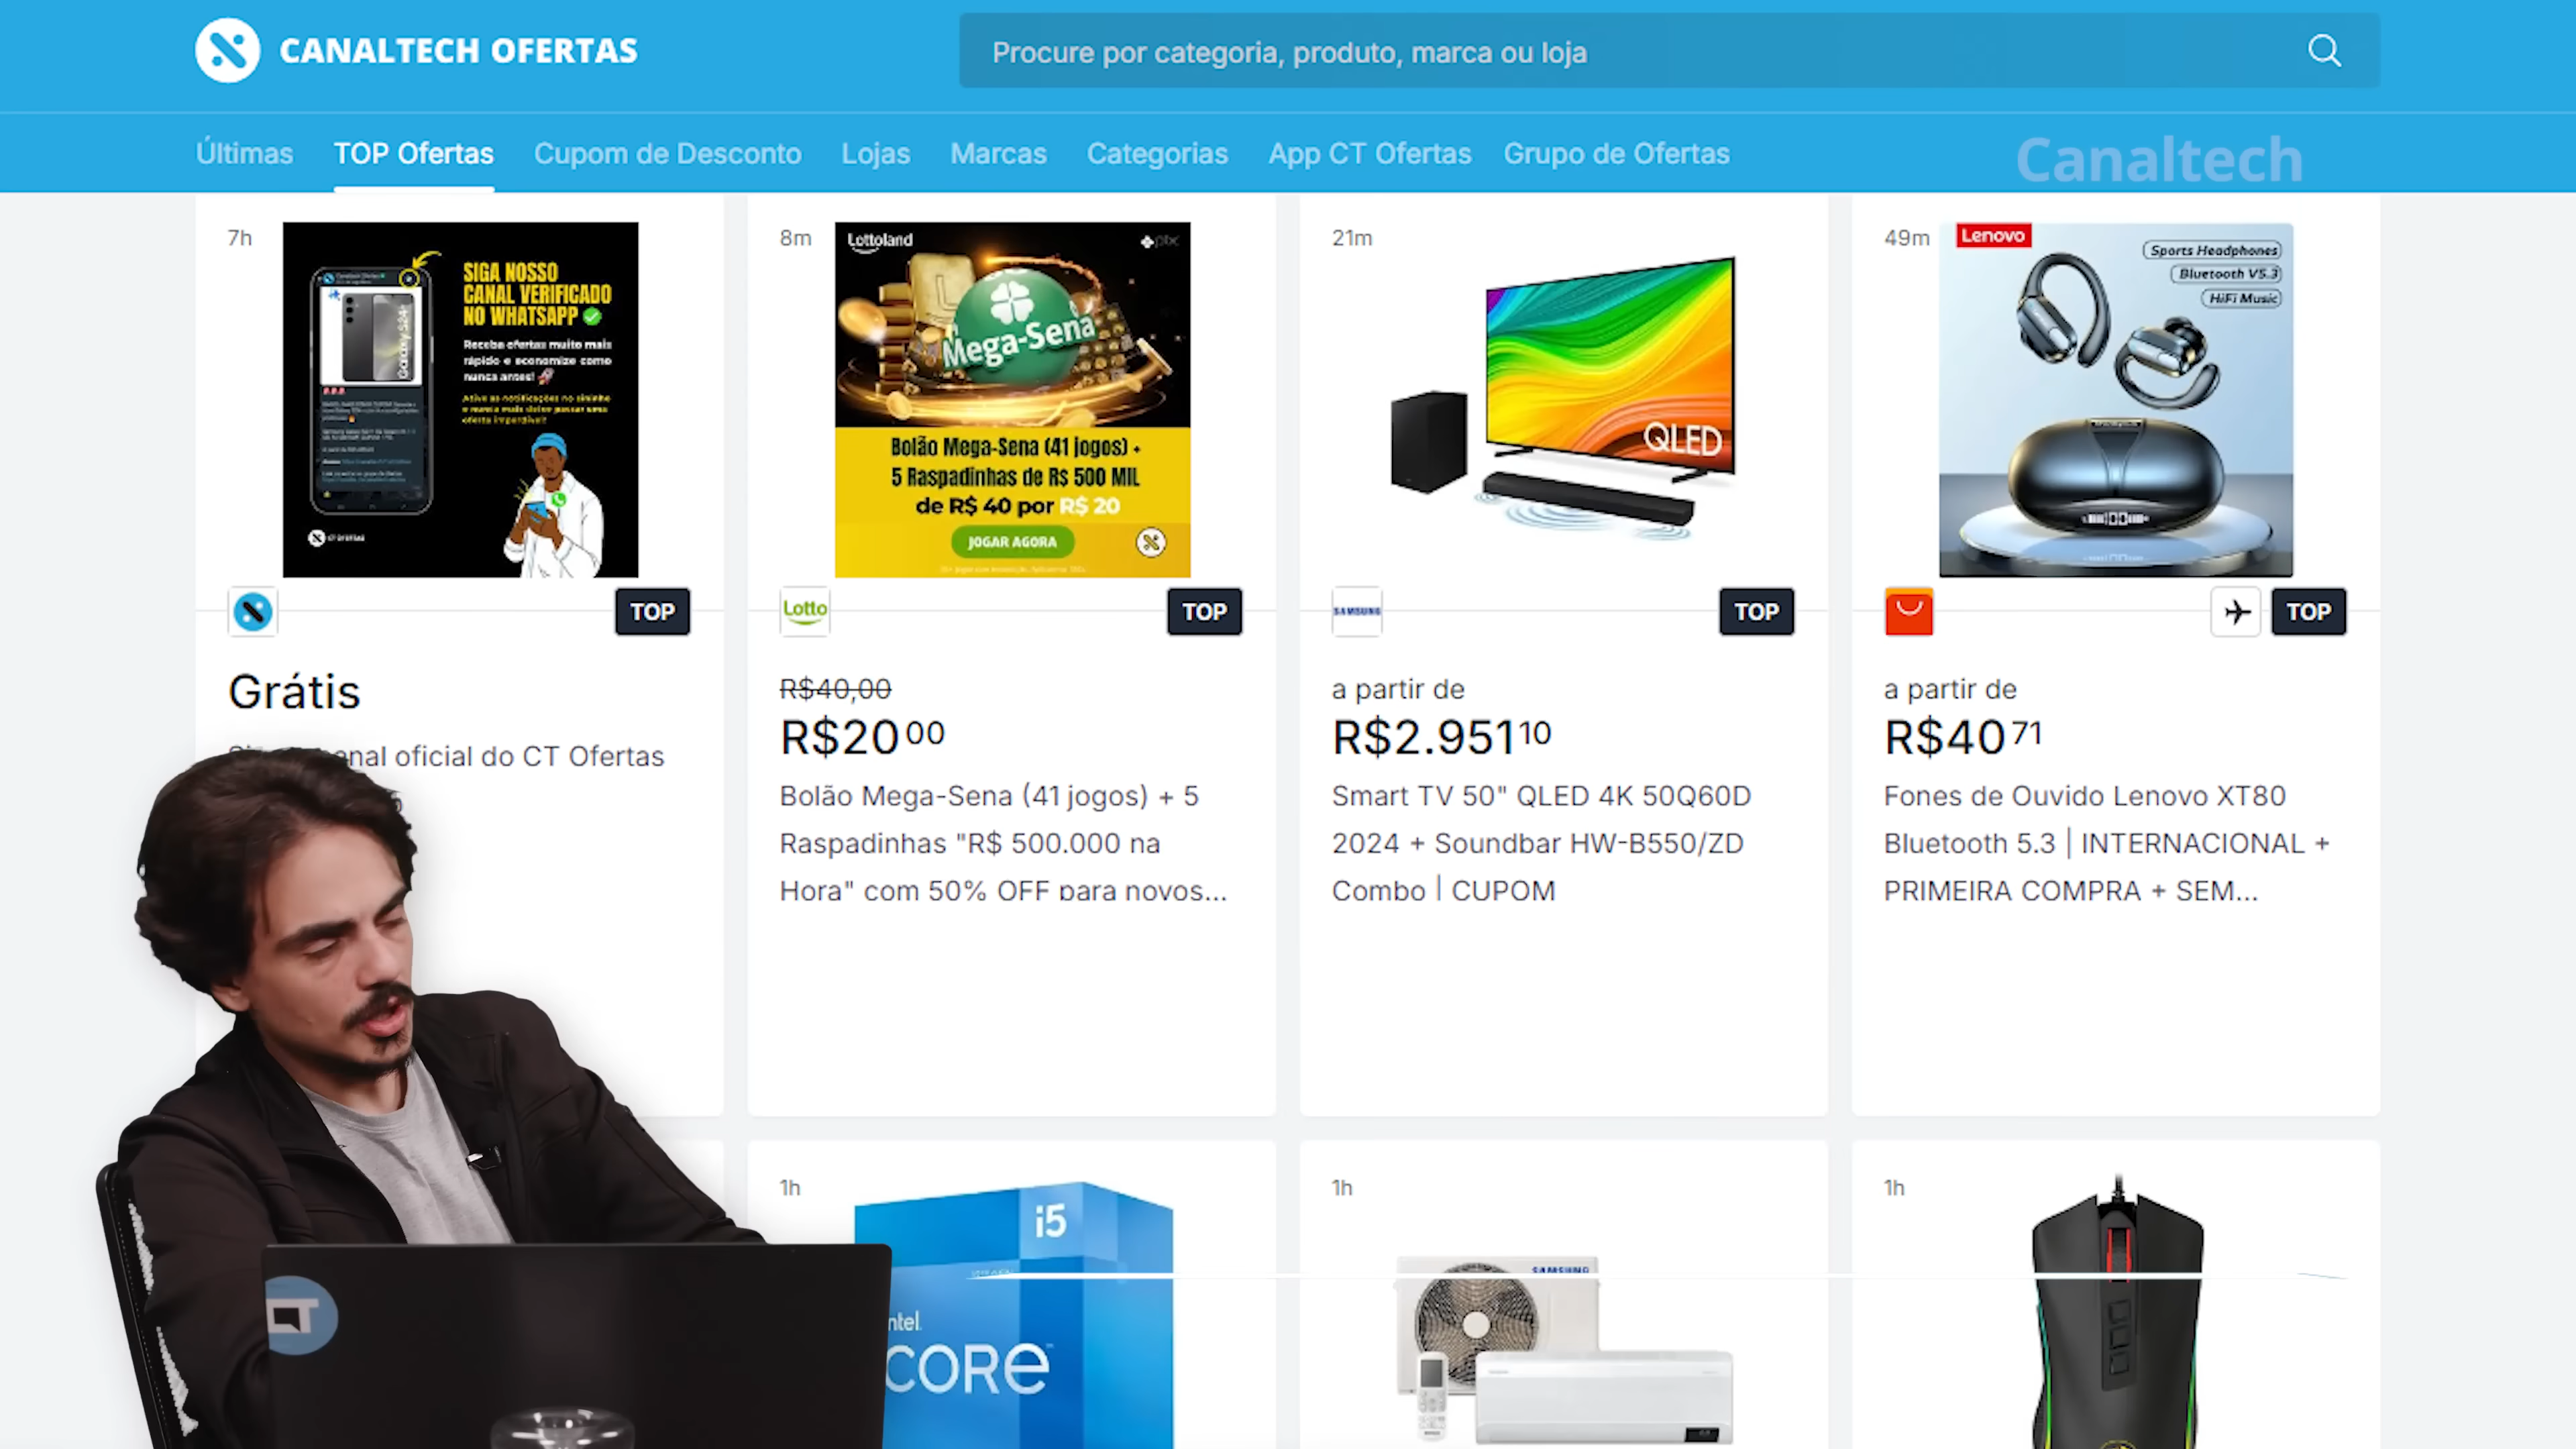 CANALTECH OFERTAS
Procure por categoria, produto, marca ou loja
Últimas
TOP Ofertas
Cupom de Desconto
Lojas
Marcas
Categorias
App CT Ofertas
Grupo de Ofertas
Canaltech
7h
SIGA NOSSO
CANAL VERIFICADO
NO WHATSAPP
Receba ofertas muito mais
rápido e economize como
nunca antes!
Ative as notificações no sininho
e nunca mais deixe passar uma
oferta imperdível!
Galaxy S24+
CT OFERTAS
TOP
Grátis
anal oficial do CT Ofertas
8m
Lottoland
Mega-Sena
Bolão Mega-Sena (41 jogos) +
5 Raspadinhas de R$ 500 MIL
de R$ 40 por R$ 20
JOGAR AGORA
Lotto
TOP
R$40,00
R$20 00
Bolão Mega-Sena (41 jogos) + 5
Raspadinhas "R$ 500.000 na
Hora" com 50% OFF para novos...
21m
QLED
SAMSUNG
TOP
a partir de
R$2.951 10
Smart TV 50" QLED 4K 50Q60D
2024 + Soundbar HW-B550/ZD
Combo | CUPOM
49m
Lenovo
Sports Headphones
Bluetooth V5.3
HiFi Music
TOP
a partir de
R$40 71
Fones de Ouvido Lenovo XT80
Bluetooth 5.3 | INTERNACIONAL +
PRIMEIRA COMPRA + SEM...
CT
1h
i5
ntel
CORE
1h
SAMSUNG
1h